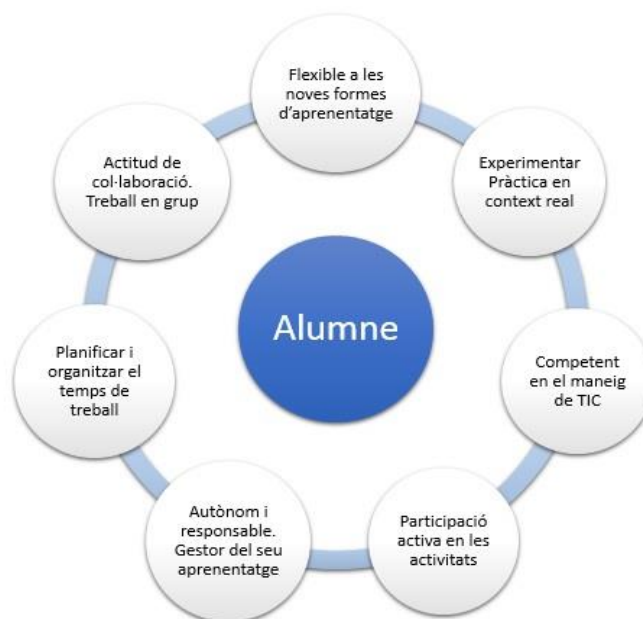 Flexible a les
noves formes
d'aprenentatge
Experimentar
Pràctica en
context real
Competent
en el maneig
de TIC
Participació
activa en les
activitats
Autònom i
responsable.
Gestor del seu
aprenentatge
Planificar i
organitzar el
temps de
treball
Actitud de
col·laboració.
Treball en grup
Alumne